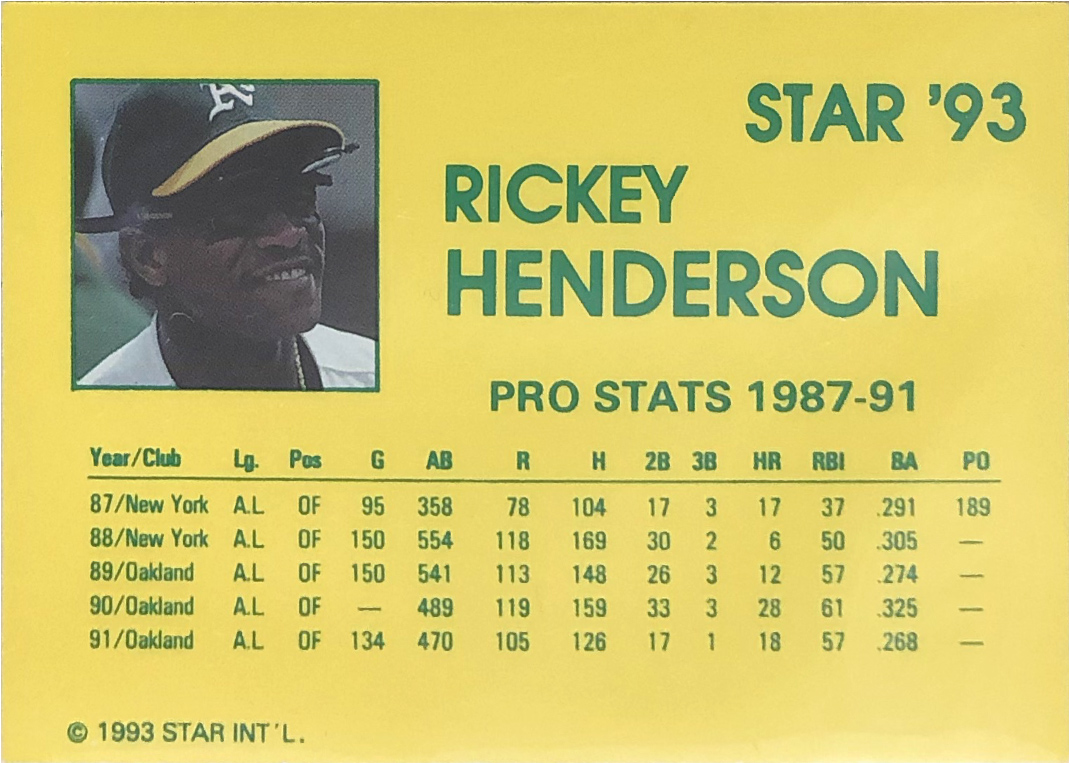 STAR '93
RICKEY
HENDERSON
PRO STATS 1987-91
Year/Club Lg. Pos G AB R H 2B 3B HR RBI BA PO
87/New York A.L OF 95 358 78 104 17 3 17 37 .291 189
88/New York A.L OF 150 554 118 169 30 2 6 50 .305 —
89/Oakland A.L OF 150 541 113 148 26 3 12 57 .274 —
90/Oakland A.L OF — 489 119 159 33 3 28 61 .325 —
91/Oakland A.L OF 134 470 105 126 17 1 18 57 .268 —
© 1993 STAR INT'L.